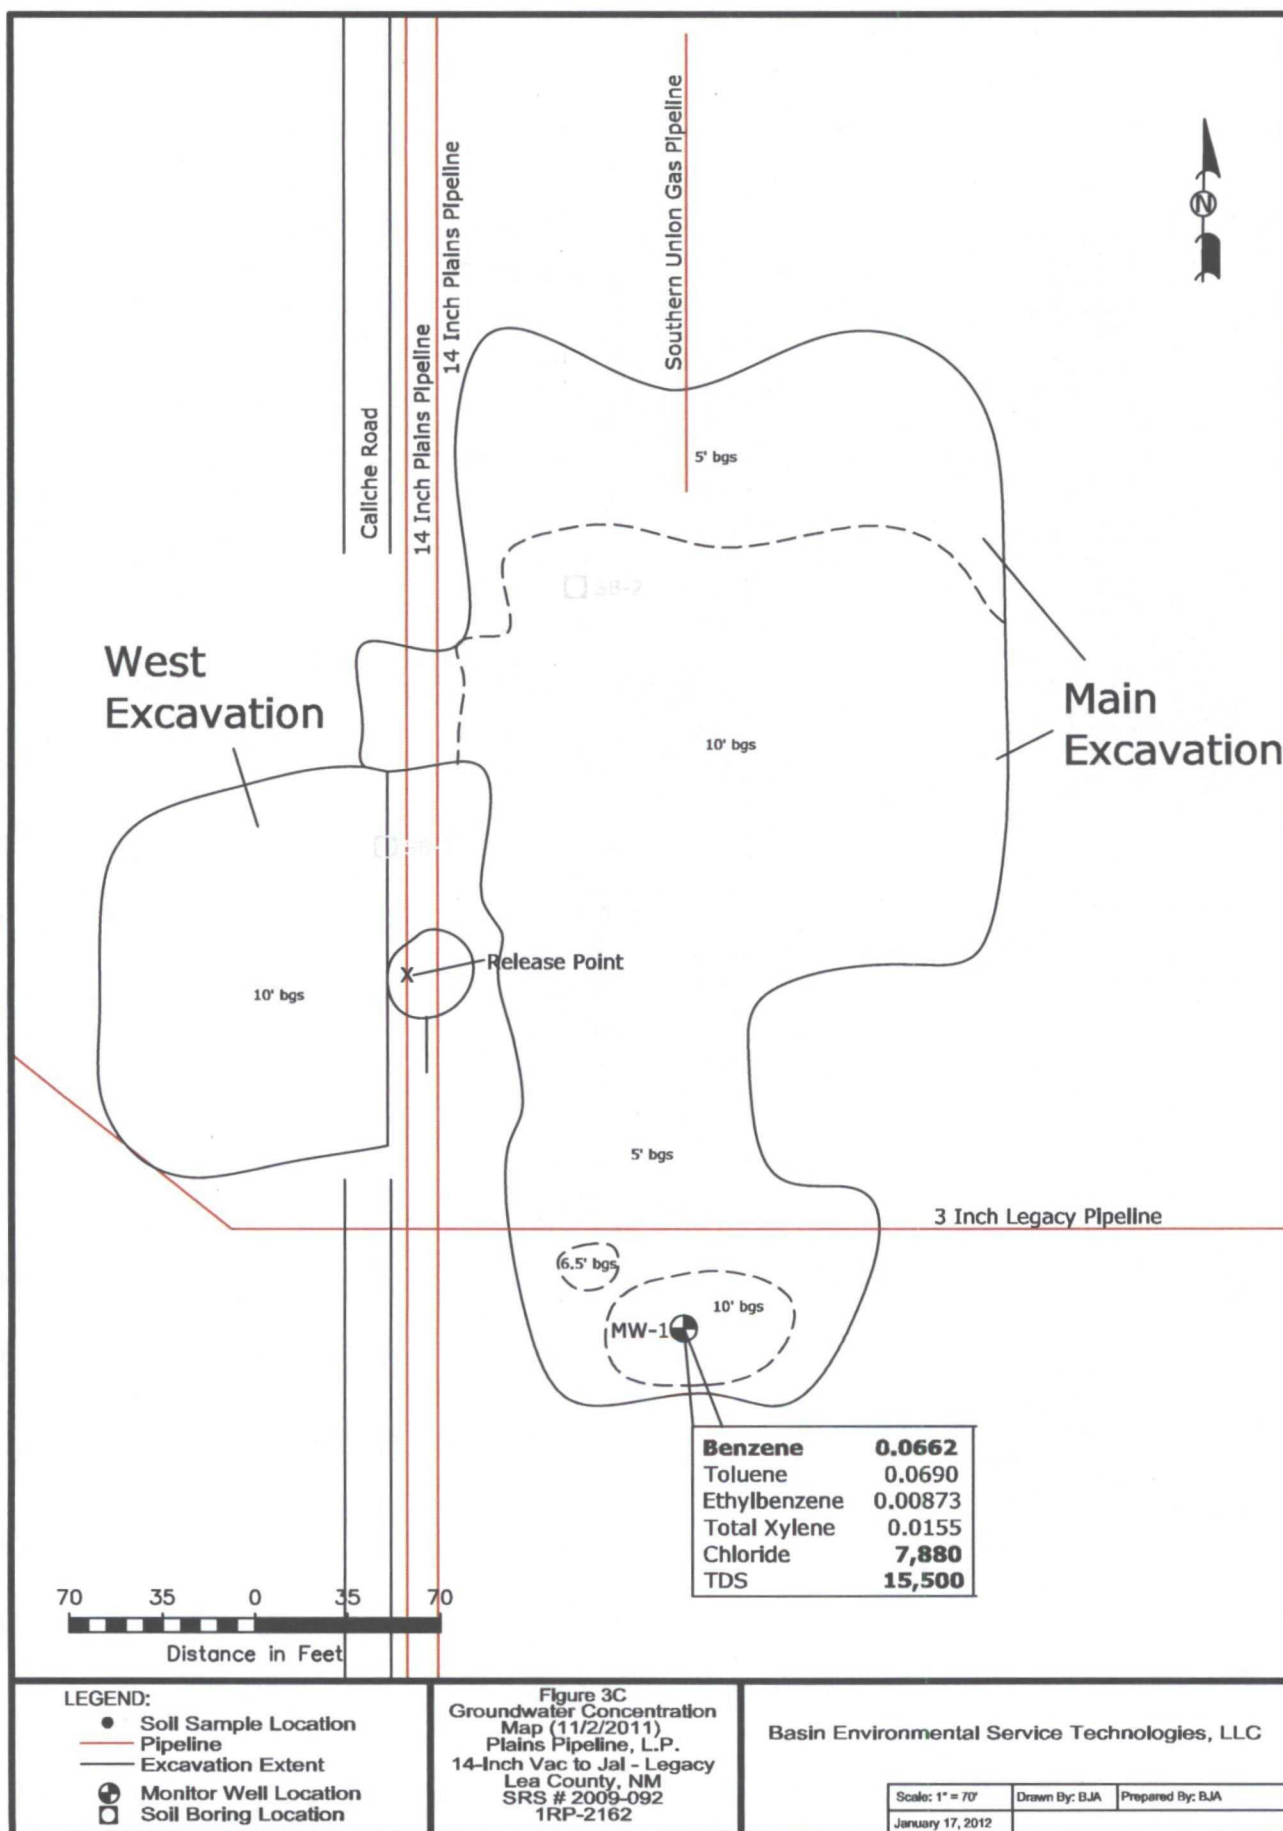 Southern Union Gas Pipeline
14 Inch Plains Pipeline
14 Inch Plains Pipeline
Caliche Road
N
5' bgs
SB-2
West
Excavation
Main
Excavation
10' bgs
X
Release Point
10' bgs
5' bgs
3 Inch Legacy Pipeline
6.5' bgs
10' bgs
MW-1
Benzene 0.0662
Toluene 0.0690
Ethylbenzene 0.00873
Total Xylene 0.0155
Chloride 7,880
TDS 15,500
70 35 0 35 70
Distance in Feet
LEGEND:
Soil Sample Location
Pipeline
Excavation Extent
Monitor Well Location
Soil Boring Location
Figure 3C
Groundwater Concentration
Map (11/2/2011)
Plains Pipeline, L.P.
14-Inch Vac to Jal - Legacy
Lea County, NM
SRS # 2009-092
1RP-2162
Basin Environmental Service Technologies, LLC
Scale: 1" = 70' Drawn By: BJA Prepared By: BJA
January 17, 2012